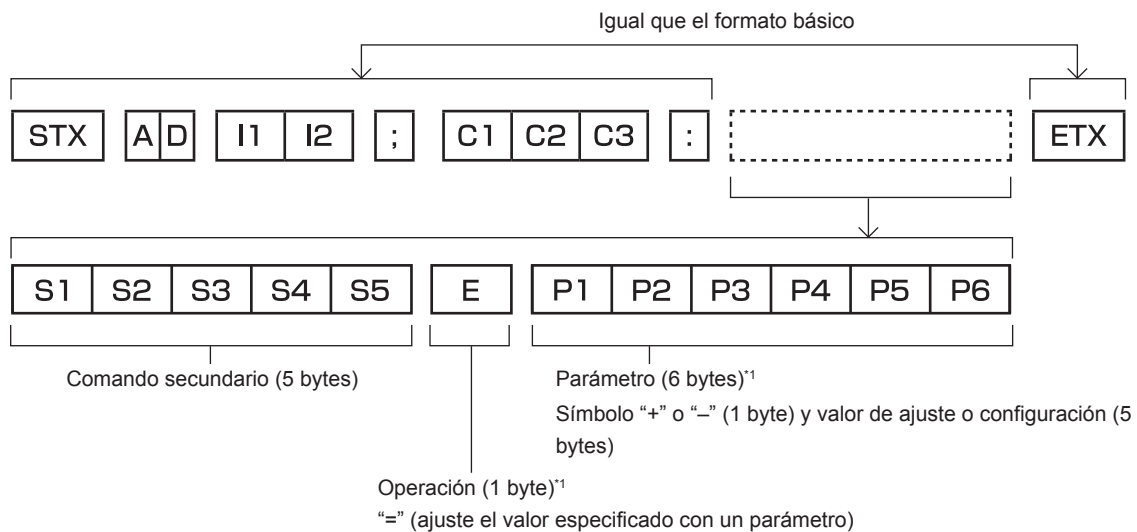 Igual que el formato básico
STX A D I1 I2 ; C1 C2 C3 : ETX
S1 S2 S3 S4 S5 E P1 P2 P3 P4 P5 P6
Comando secundario (5 bytes)
Parámetro (6 bytes)*1
Símbolo “+” o “–” (1 byte) y valor de ajuste o configuración (5
bytes)
Operación (1 byte)*1
“=” (ajuste el valor especificado con un parámetro)